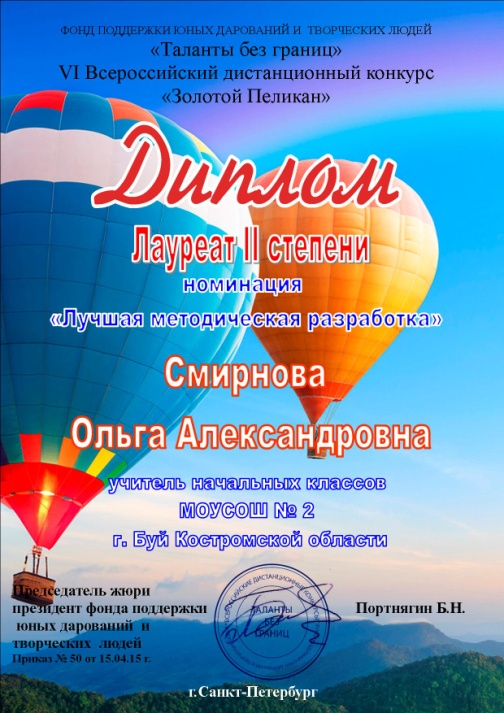 ФОНД ПОДДЕРЖКИ ЮНЫХ ДАРОВАНИЙ И ТВОРЧЕСКИХ ЛЮДЕЙ
«Таланты без границ»
VI Всероссийский дистанционный конкурс
«Золотой Пеликан»
Диплом
Лауреат II степени
номинация
«Лучшая методическая разработка»
Смирнова
Ольга Александровна
учитель начальных классов
МОУСОШ № 2
г. Буй Костромской области
Председатель жюри
президент фонда поддержки
юных дарований и
творческих людей
Приказ № 50 от 15.04.15 г.
ТАЛАНТЫ
БЕЗ
ГРАНИЦ
Портнягин Б.Н.
г.Санкт-Петербург